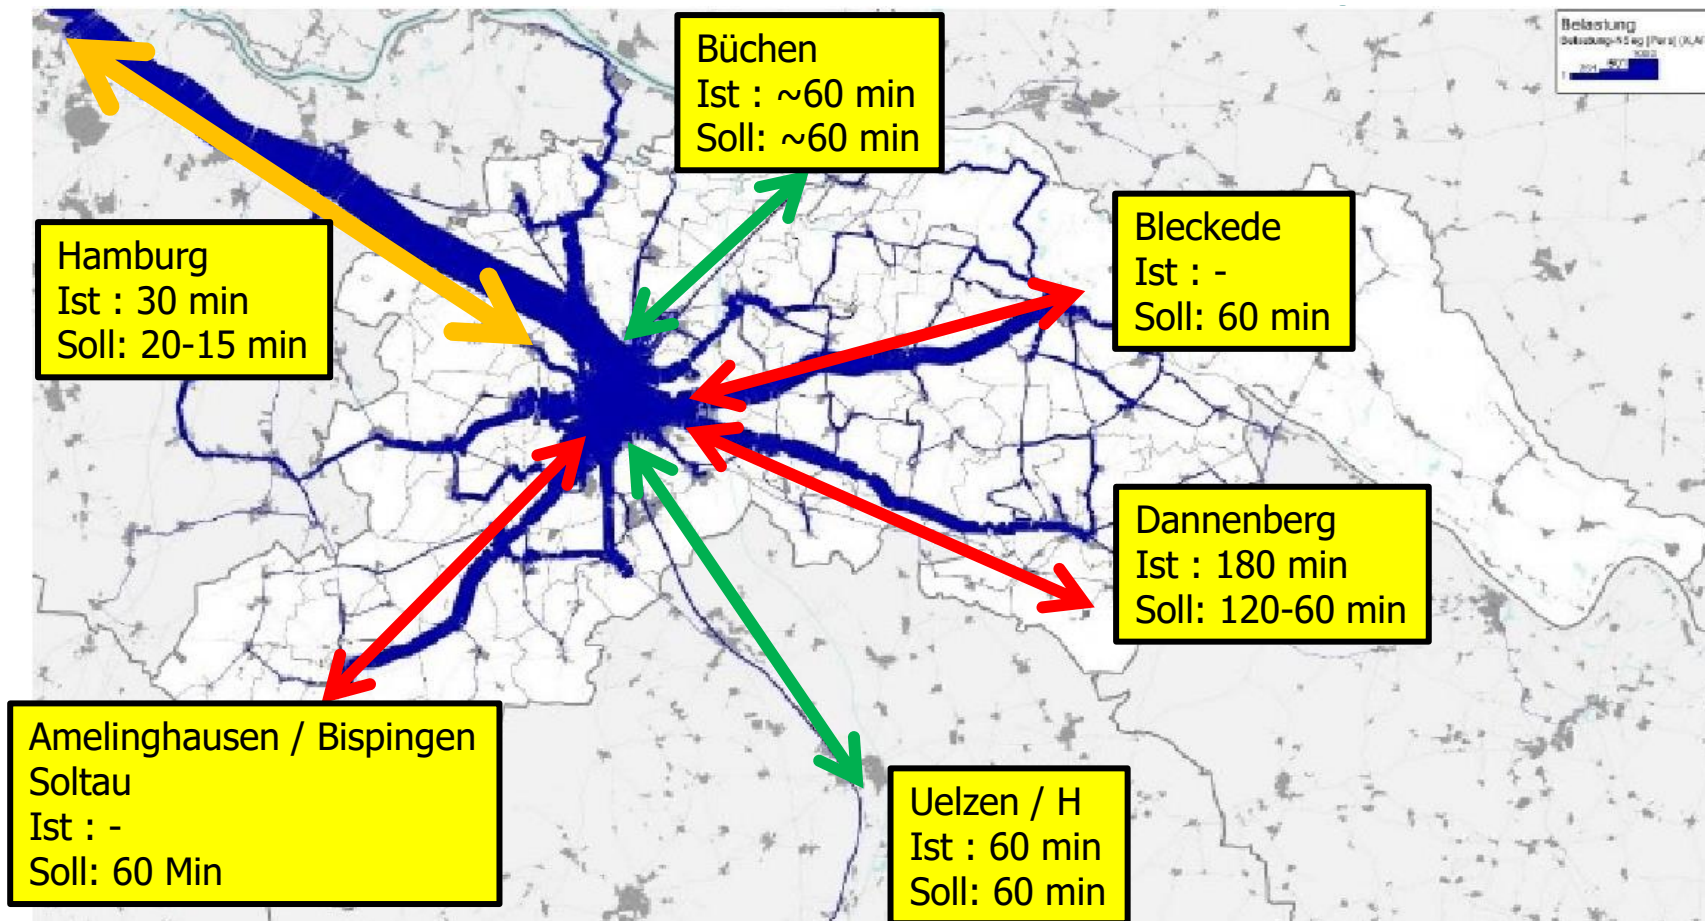 Belastung
Büchen
Ist : ~60 min
Soll: ~60 min
Hamburg
Ist : 30 min
Soll: 20-15 min
Bleckede
Ist : -
Soll: 60 min
Dannenberg
Ist : 180 min
Soll: 120-60 min
Amelinghausen / Bispingen
Soltau
Ist : -
Soll: 60 Min
Uelzen / H
Ist : 60 min
Soll: 60 min